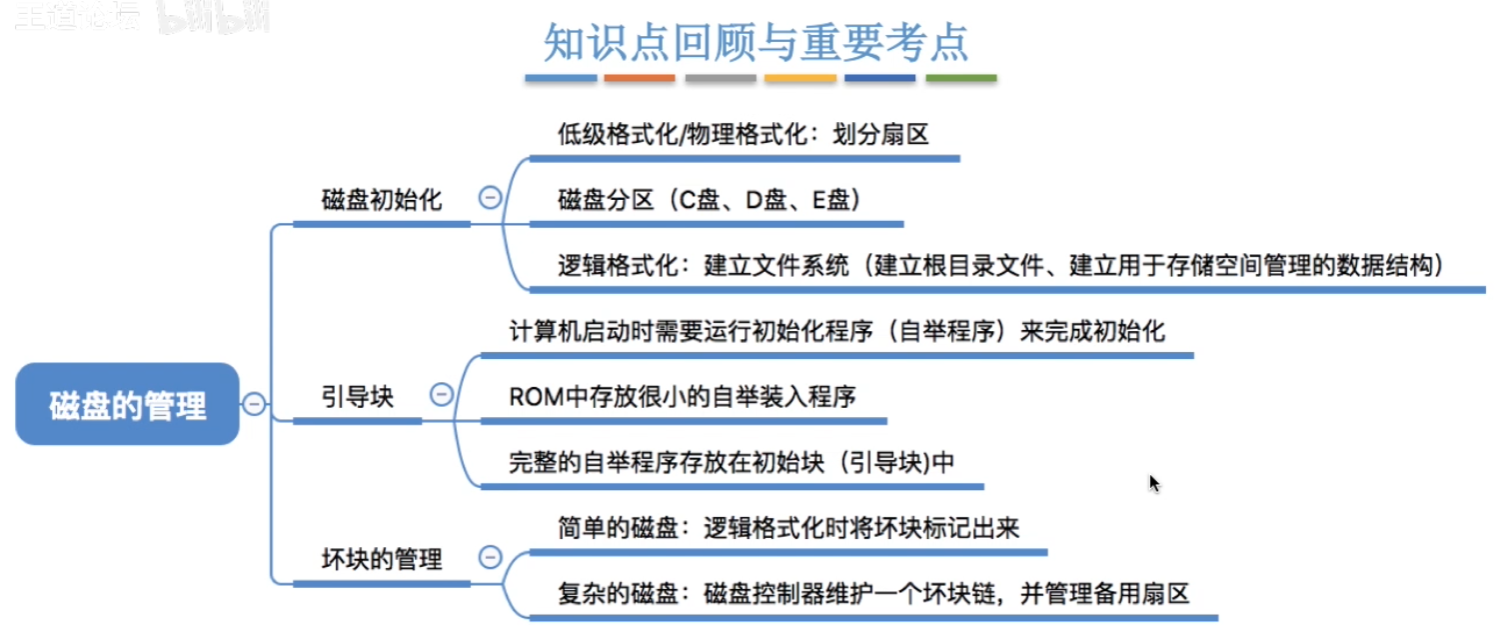 王道论坛 bilibili
知识点回顾与重要考点
低级格式化/物理格式化：划分扇区
磁盘初始化
磁盘分区（C盘、D盘、E盘）
逻辑格式化：建立文件系统（建立根目录文件、建立用于存储空间管理的数据结构）
计算机启动时需要运行初始化程序（自举程序）来完成初始化
磁盘的管理
引导块
ROM中存放很小的自举装入程序
完整的自举程序存放在初始块（引导块)中
简单的磁盘：逻辑格式化时将坏块标记出来
坏块的管理
复杂的磁盘：磁盘控制器维护一个坏块链，并管理备用扇区